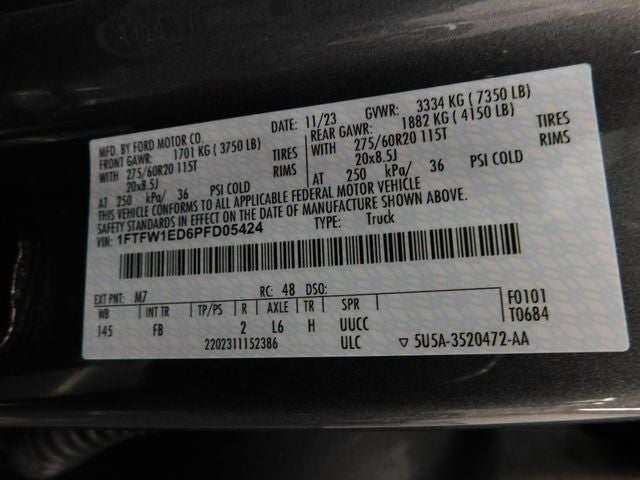 MFD. BY FORD MOTOR CO. DATE: 11/23 GVWR: 3334 KG ( 7350 LB)
FRONT GAWR: 1701 KG ( 3750 LB) REAR GAWR: 1882 KG ( 4150 LB)
WITH 275/60R20 115T TIRES WITH 275/60R20 115T TIRES
20x8.5J RIMS 20x8.5J RIMS
AT 250 kPa/ 36 PSI COLD AT 250 kPa/ 36 PSI COLD
THIS VEHICLE CONFORMS TO ALL APPLICABLE FEDERAL MOTOR VEHICLE
SAFETY STANDARDS IN EFFECT ON THE DATE OF MANUFACTURE SHOWN ABOVE.
VIN: 1FTFW1ED6PFD05424 TYPE: Truck
EXT PNT: M7 RC: 48 DSO:
WB INT TR TP/PS R AXLE TR SPR F0101
145 FB 2 L6 H UUCC T0684
2202311152386 ULC ▽ 5U5A-3520472-AA